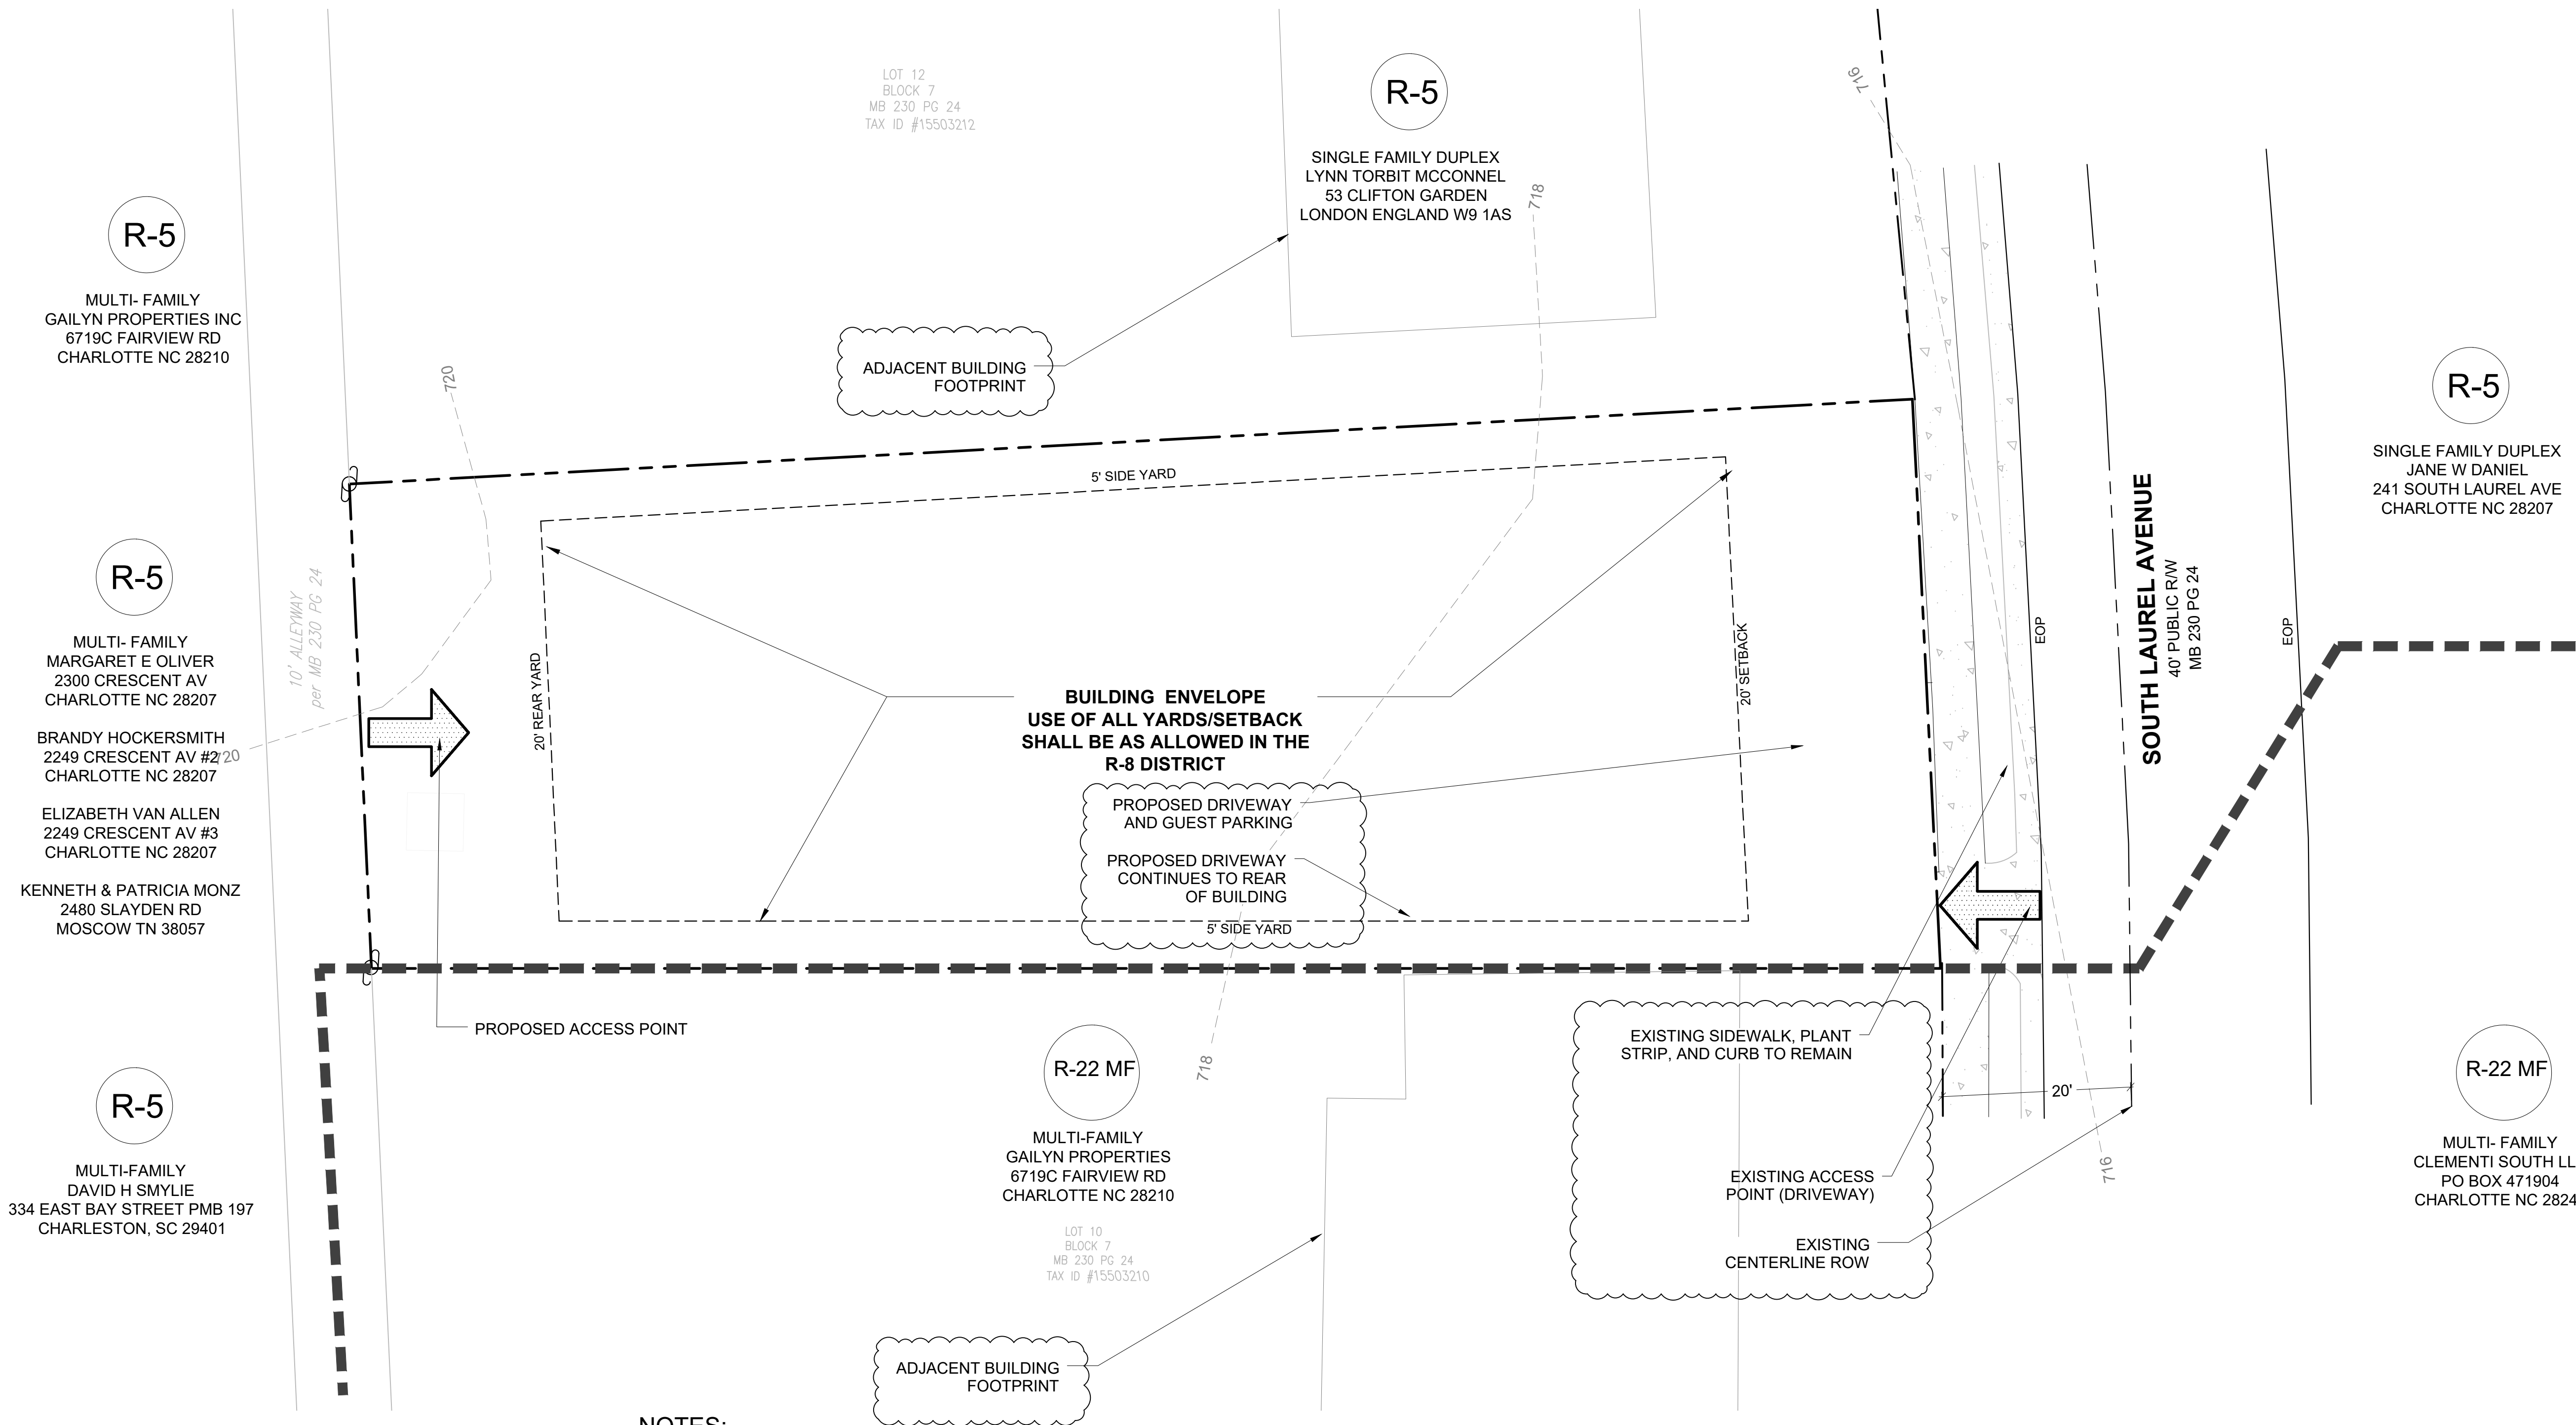 LOT 12
BLOCK 7
MB 230 PG 24
TAX ID #15503212
R-5
SINGLE FAMILY DUPLEX
LYNN TORBIT MCCONNEL
53 CLIFTON GARDEN
LONDON ENGLAND W9 1AS
716
718
R-5
MULTI- FAMILY
GAILYN PROPERTIES INC
6719C FAIRVIEW RD
CHARLOTTE NC 28210
720
ADJACENT BUILDING
FOOTPRINT
R-5
SINGLE FAMILY DUPLEX
JANE W DANIEL
241 SOUTH LAUREL AVE
CHARLOTTE NC 28207
5' SIDE YARD
R-5
MULTI- FAMILY
MARGARET E OLIVER
2300 CRESCENT AV
CHARLOTTE NC 28207
BRANDY HOCKERSMITH
2249 CRESCENT AV #2
CHARLOTTE NC 28207
ELIZABETH VAN ALLEN
2249 CRESCENT AV #3
CHARLOTTE NC 28207
KENNETH & PATRICIA MONZ
2480 SLAYDEN RD
MOSCOW TN 38057
720
10' ALLEYWAY
per MB 230 PG 24
20' REAR YARD
BUILDING ENVELOPE
USE OF ALL YARDS/SETBACK
SHALL BE AS ALLOWED IN THE
R-8 DISTRICT
20' SETBACK
EOP
SOUTH LAUREL AVENUE
40' PUBLIC R/W
MB 230 PG 24
EOP
PROPOSED DRIVEWAY
AND GUEST PARKING
PROPOSED DRIVEWAY
CONTINUES TO REAR
OF BUILDING
5' SIDE YARD
PROPOSED ACCESS POINT
R-5
MULTI-FAMILY
DAVID H SMYLIE
334 EAST BAY STREET PMB 197
CHARLESTON, SC 29401
R-22 MF
MULTI-FAMILY
GAILYN PROPERTIES
6719C FAIRVIEW RD
CHARLOTTE NC 28210
718
LOT 10
BLOCK 7
MB 230 PG 24
TAX ID #15503210
EXISTING SIDEWALK, PLANT
STRIP, AND CURB TO REMAIN
EXISTING ACCESS
POINT (DRIVEWAY)
EXISTING
CENTERLINE ROW
20'
716
R-22 MF
MULTI- FAMILY
CLEMENTI SOUTH LL
PO BOX 471904
CHARLOTTE NC 2824
ADJACENT BUILDING
FOOTPRINT
NOTES: